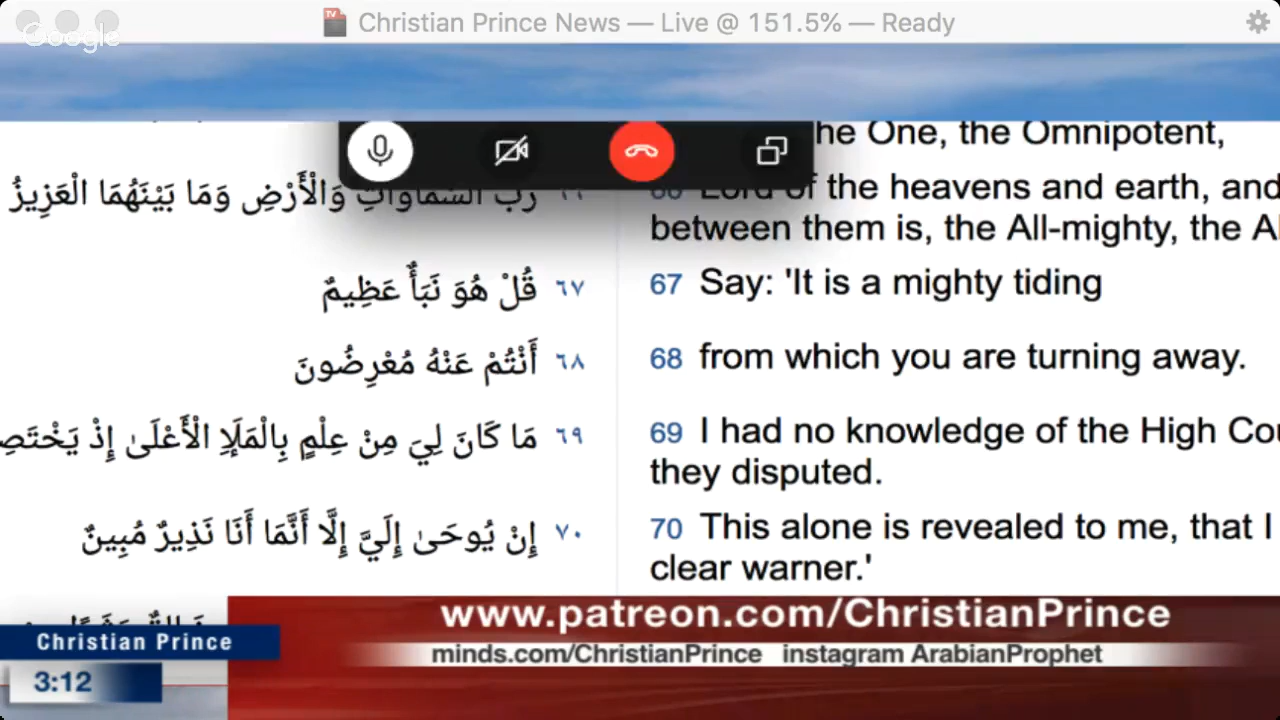 Christian Prince News — Live @ 151.5% — Ready
Google
he One, the Omnipotent,
رَبُّ السَّمَاوَاتِ وَالْأَرْضِ وَمَا بَيْنَهُمَا الْعَزِيزُ
66 Lord of the heavens and earth, and
between them is, the All-mighty, the Al
قُلْ هُوَ نَبَأٌ عَظِيمٌ ٦٧
67 Say: 'It is a mighty tiding
أَنْتُمْ عَنْهُ مُعْرِضُونَ ٦٨
68 from which you are turning away.
مَا كَانَ لِيَ مِنْ عِلْمٍ بِالْمَلَإِ الْأَعْلَىٰ إِذْ يَخْتَصِ ٦٩
69 I had no knowledge of the High Co
they disputed.
إِنْ يُوحَىٰ إِلَيَّ إِلَّا أَنَّمَا أَنَا نَذِيرٌ مُبِينٌ ٧٠
70 This alone is revealed to me, that I
clear warner.'
www.patreon.com/ChristianPrince
Christian Prince
minds.com/ChristianPrince instagram ArabianProphet
3:12